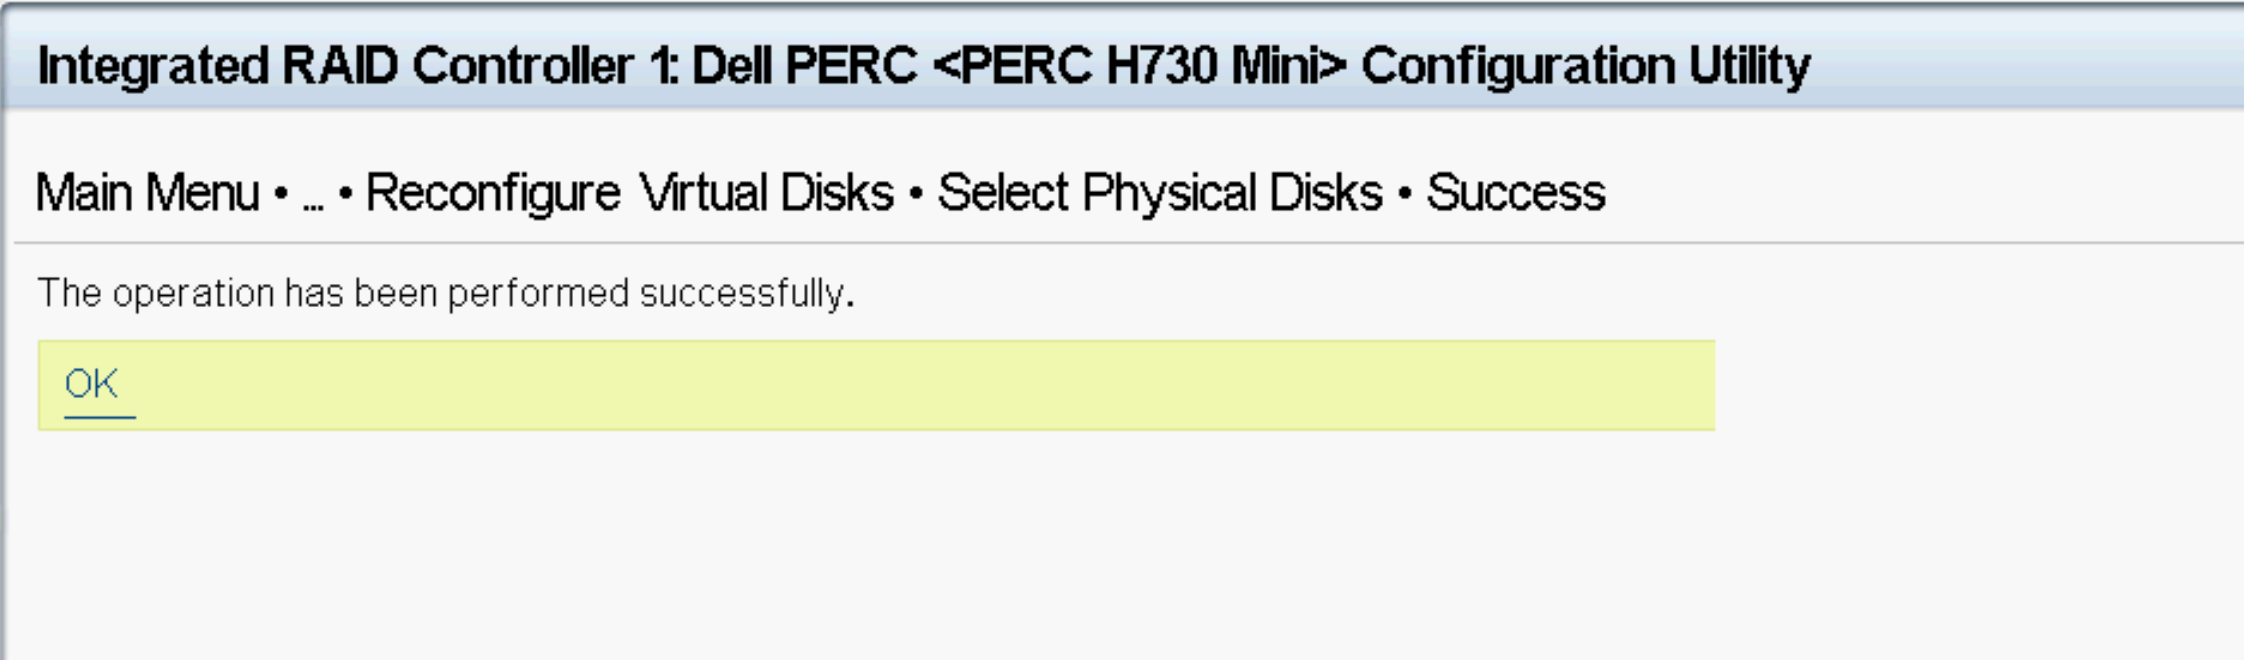 Integrated RAID Controller 1: Dell PERC <PERC H730 Mini> Configuration Utility
Main Menu • ... • Reconfigure Virtual Disks • Select Physical Disks • Success
The operation has been performed successfully.
OK